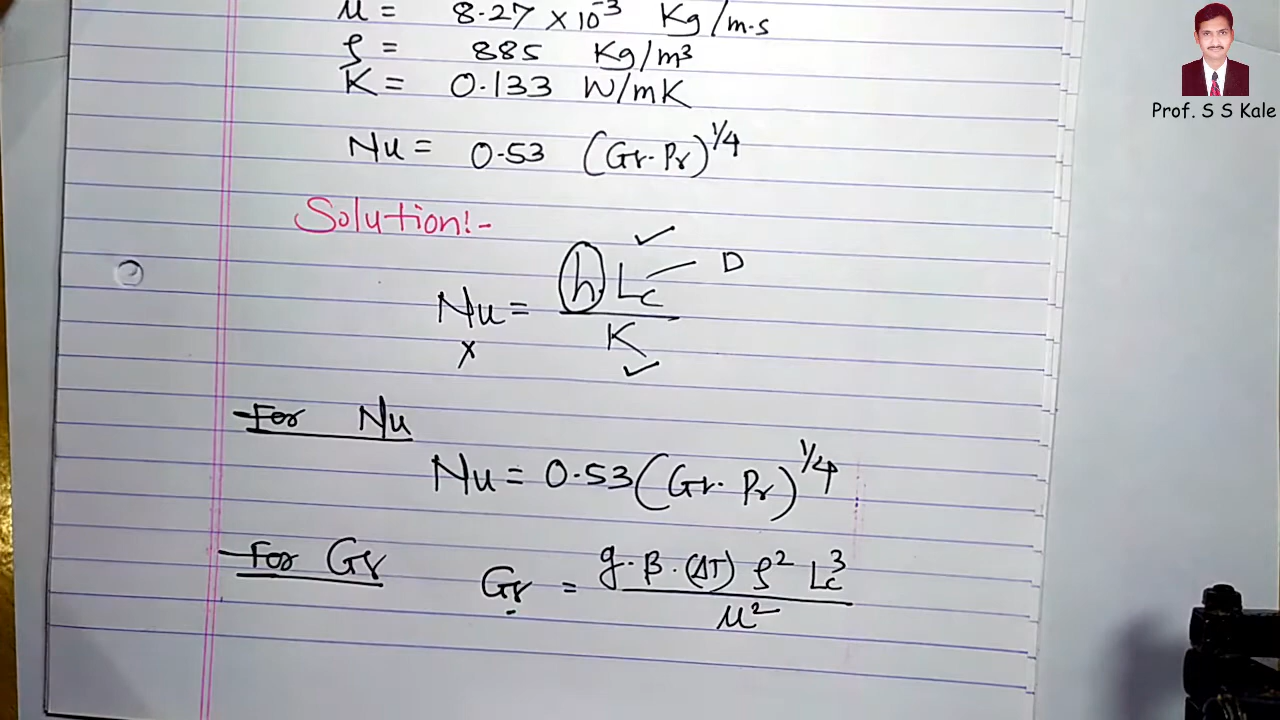 μ = 8.27 ×10⁻³ Kg/m.s
ρ = 885 Kg/m³
K = 0.133 W/mK
Nu = 0.53 (Gr.Pr)^1/4
Solution:-
Nu = h Lc / K
D
For Nu
Nu = 0.53 (Gr. Pr)^1/4
For Gr Gr = g.β.(ΔT) ρ² Lc³ / μ²
Prof. S S Kale